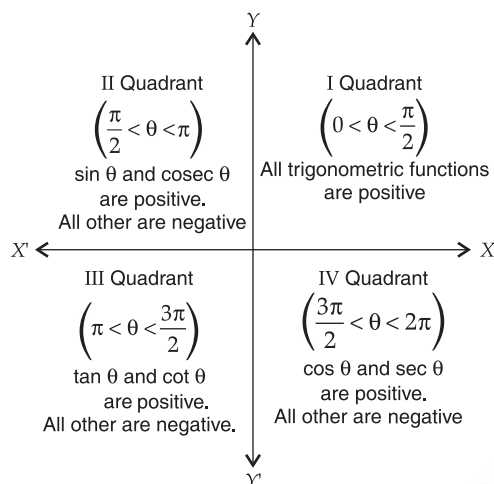 Y
II Quadrant
(π/2 < θ < π)
sin θ and cosec θ
are positive.
All other are negative
I Quadrant
(0 < θ < π/2)
All trigonometric functions
are positive
X'
X
III Quadrant
(π < θ < 3π/2)
tan θ and cot θ
are positive.
All other are negative.
IV Quadrant
(3π/2 < θ < 2π)
cos θ and sec θ
are positive.
All other are negative
Y'